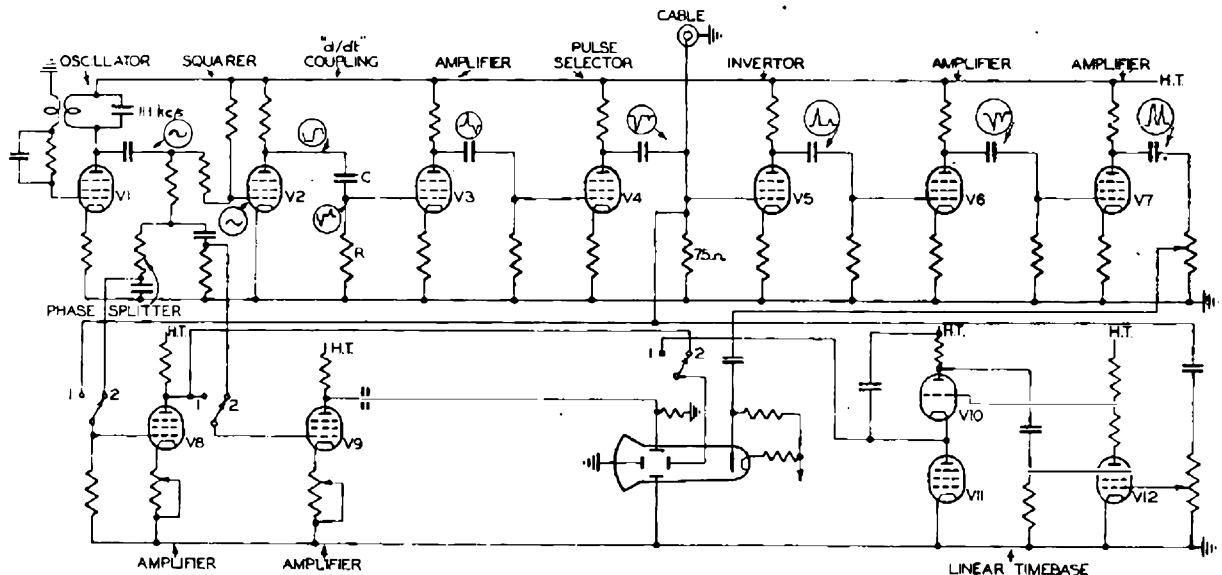 CABLE
OSCILLATOR
SQUARER
"d/dt" COUPLING
AMPLIFIER
PULSE SELECTOR
INVERTOR
AMPLIFIER
AMPLIFIER
H.T.
111 kc/s
V1
V2
C
V3
V4
V5
V6
V7
R
75Ω
PHASE SPLITTER
H.T.
H.T.
1
2
H.T.
H.T.
1
2
1
2
V8
V9
V10
V11
V12
AMPLIFIER
AMPLIFIER
LINEAR TIMEBASE